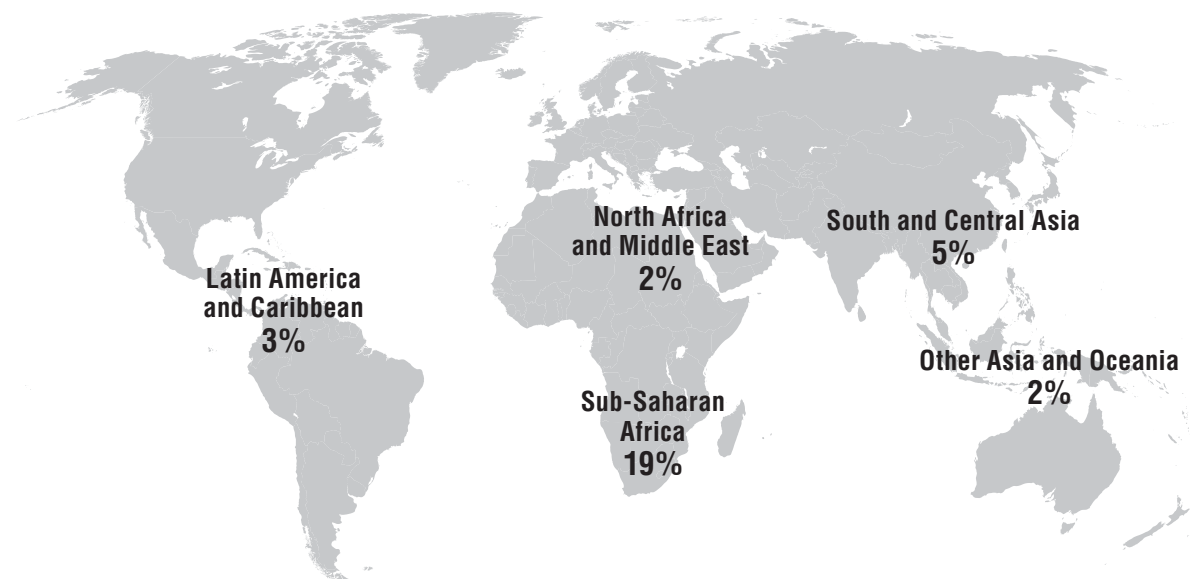 North Africa
and Middle East
2%
South and Central Asia
5%
Latin America
and Caribbean
3%
Other Asia and Oceania
2%
Sub-Saharan
Africa
19%